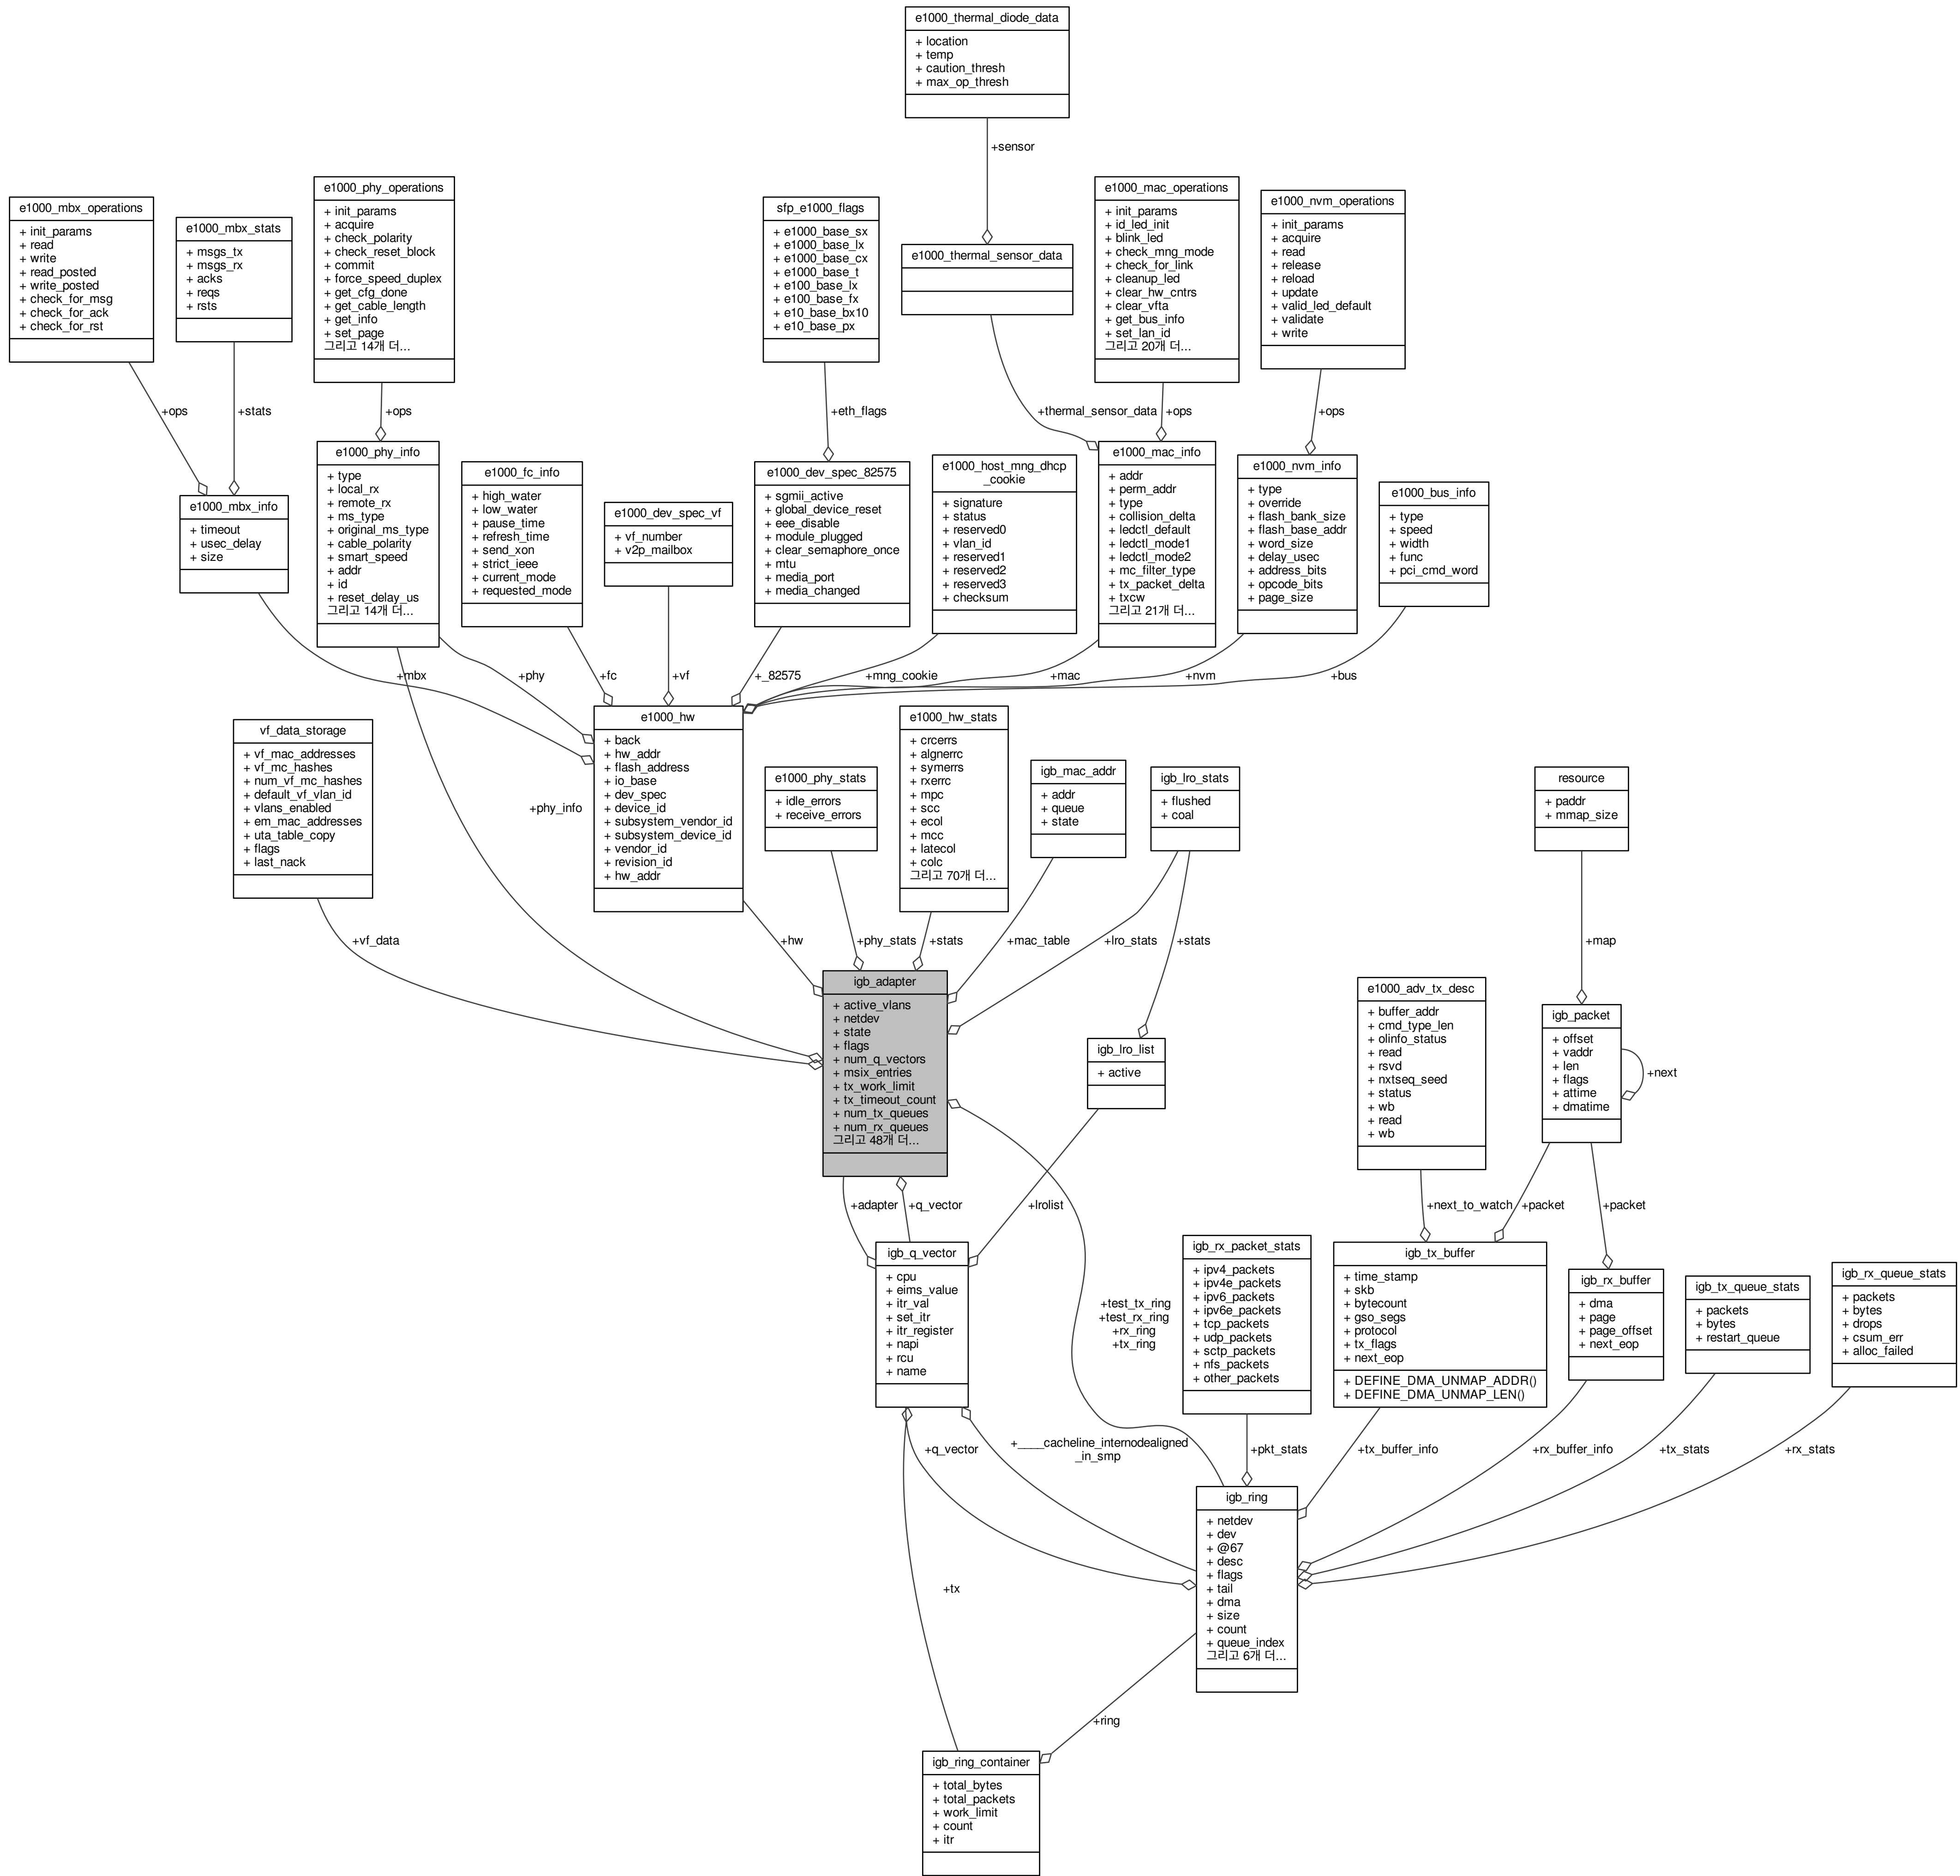 e1000_thermal_diode_data
+ location
+ temp
+ caution_thresh
+ max_op_thresh
+sensor
e1000_mbx_operations
+ init_params
+ read
+ write
+ read_posted
+ write_posted
+ check_for_msg
+ check_for_ack
+ check_for_rst
e1000_mbx_stats
+ msgs_tx
+ msgs_rx
+ acks
+ reqs
+ rsts
e1000_phy_operations
+ init_params
+ acquire
+ check_polarity
+ check_reset_block
+ commit
+ force_speed_duplex
+ get_cfg_done
+ get_cable_length
+ get_info
+ set_page
그리고 14개 더...
sfp_e1000_flags
+ e1000_base_sx
+ e1000_base_lx
+ e1000_base_cx
+ e1000_base_t
+ e100_base_lx
+ e100_base_fx
+ e10_base_bx10
+ e10_base_px
e1000_thermal_sensor_data
e1000_mac_operations
+ init_params
+ id_led_init
+ blink_led
+ check_mng_mode
+ check_for_link
+ cleanup_led
+ clear_hw_cntrs
+ clear_vfta
+ get_bus_info
+ set_lan_id
그리고 20개 더...
e1000_nvm_operations
+ init_params
+ acquire
+ read
+ release
+ reload
+ update
+ valid_led_default
+ validate
+ write
+ops
+stats
+ops
+eth_flags
+thermal_sensor_data
+ops
+ops
e1000_mbx_info
+ timeout
+ usec_delay
+ size
e1000_phy_info
+ type
+ local_rx
+ remote_rx
+ ms_type
+ original_ms_type
+ cable_polarity
+ smart_speed
+ addr
+ id
+ reset_delay_us
그리고 14개 더...
e1000_fc_info
+ high_water
+ low_water
+ pause_time
+ refresh_time
+ send_xon
+ strict_ieee
+ current_mode
+ requested_mode
e1000_dev_spec_vf
+ vf_number
+ v2p_mailbox
e1000_dev_spec_82575
+ sgmii_active
+ global_device_reset
+ eee_disable
+ module_plugged
+ clear_semaphore_once
+ mtu
+ media_port
+ media_changed
e1000_host_mng_dhcp
_cookie
+ signature
+ status
+ reserved0
+ vlan_id
+ reserved1
+ reserved2
+ reserved3
+ checksum
e1000_mac_info
+ addr
+ perm_addr
+ type
+ collision_delta
+ ledctl_default
+ ledctl_mode1
+ ledctl_mode2
+ mc_filter_type
+ tx_packet_delta
+ txcw
그리고 21개 더...
e1000_nvm_info
+ type
+ override
+ flash_bank_size
+ flash_base_addr
+ word_size
+ delay_usec
+ address_bits
+ opcode_bits
+ page_size
e1000_bus_info
+ type
+ speed
+ width
+ func
+ pci_cmd_word
+mbx
+phy
+fc
+vf
+_82575
+mng_cookie
+mac
+nvm
+bus
vf_data_storage
+ vf_mac_addresses
+ vf_mc_hashes
+ num_vf_mc_hashes
+ default_vf_vlan_id
+ vlans_enabled
+ em_mac_addresses
+ uta_table_copy
+ flags
+ last_nack
+phy_info
e1000_hw
+ back
+ hw_addr
+ flash_address
+ io_base
+ dev_spec
+ device_id
+ subsystem_vendor_id
+ subsystem_device_id
+ vendor_id
+ revision_id
+ hw_addr
e1000_phy_stats
+ idle_errors
+ receive_errors
e1000_hw_stats
+ crcerrs
+ algnerrc
+ symerrs
+ rxerrc
+ mpc
+ scc
+ ecol
+ mcc
+ latecol
+ colc
그리고 70개 더...
igb_mac_addr
+ addr
+ queue
+ state
igb_lro_stats
+ flushed
+ coal
resource
+ paddr
+ mmap_size
+vf_data
+hw
+phy_stats
+stats
+mac_table
+lro_stats
+stats
+map
igb_adapter
+ active_vlans
+ netdev
+ state
+ flags
+ num_q_vectors
+ msix_entries
+ tx_work_limit
+ tx_timeout_count
+ num_tx_queues
+ num_rx_queues
그리고 48개 더...
igb_lro_list
+ active
e1000_adv_tx_desc
+ buffer_addr
+ cmd_type_len
+ olinfo_status
+ read
+ rsvd
+ nxtseq_seed
+ status
+ wb
+ read
+ wb
igb_packet
+ offset
+ vaddr
+ len
+ flags
+ attime
+ dmatime
+next
+adapter
+q_vector
+lrolist
+next_to_watch
+packet
+packet
igb_q_vector
+ cpu
+ eims_value
+ itr_val
+ set_itr
+ itr_register
+ napi
+ rcu
+ name
+test_tx_ring
+test_rx_ring
+rx_ring
+tx_ring
igb_rx_packet_stats
+ ipv4_packets
+ ipv4e_packets
+ ipv6_packets
+ ipv6e_packets
+ tcp_packets
+ udp_packets
+ sctp_packets
+ nfs_packets
+ other_packets
igb_tx_buffer
+ time_stamp
+ skb
+ bytecount
+ gso_segs
+ protocol
+ tx_flags
+ next_eop
+ DEFINE_DMA_UNMAP_ADDR()
+ DEFINE_DMA_UNMAP_LEN()
igb_rx_buffer
+ dma
+ page
+ page_offset
+ next_eop
igb_tx_queue_stats
+ packets
+ bytes
+ restart_queue
igb_rx_queue_stats
+ packets
+ bytes
+ drops
+ csum_err
+ alloc_failed
+q_vector
+____cacheline_internodealigned
_in_smp
+pkt_stats
+tx_buffer_info
+rx_buffer_info
+tx_stats
+rx_stats
igb_ring
+ netdev
+ dev
+ @67
+ desc
+ flags
+ tail
+ dma
+ size
+ count
+ queue_index
그리고 6개 더...
+tx
+ring
igb_ring_container
+ total_bytes
+ total_packets
+ work_limit
+ count
+ itr